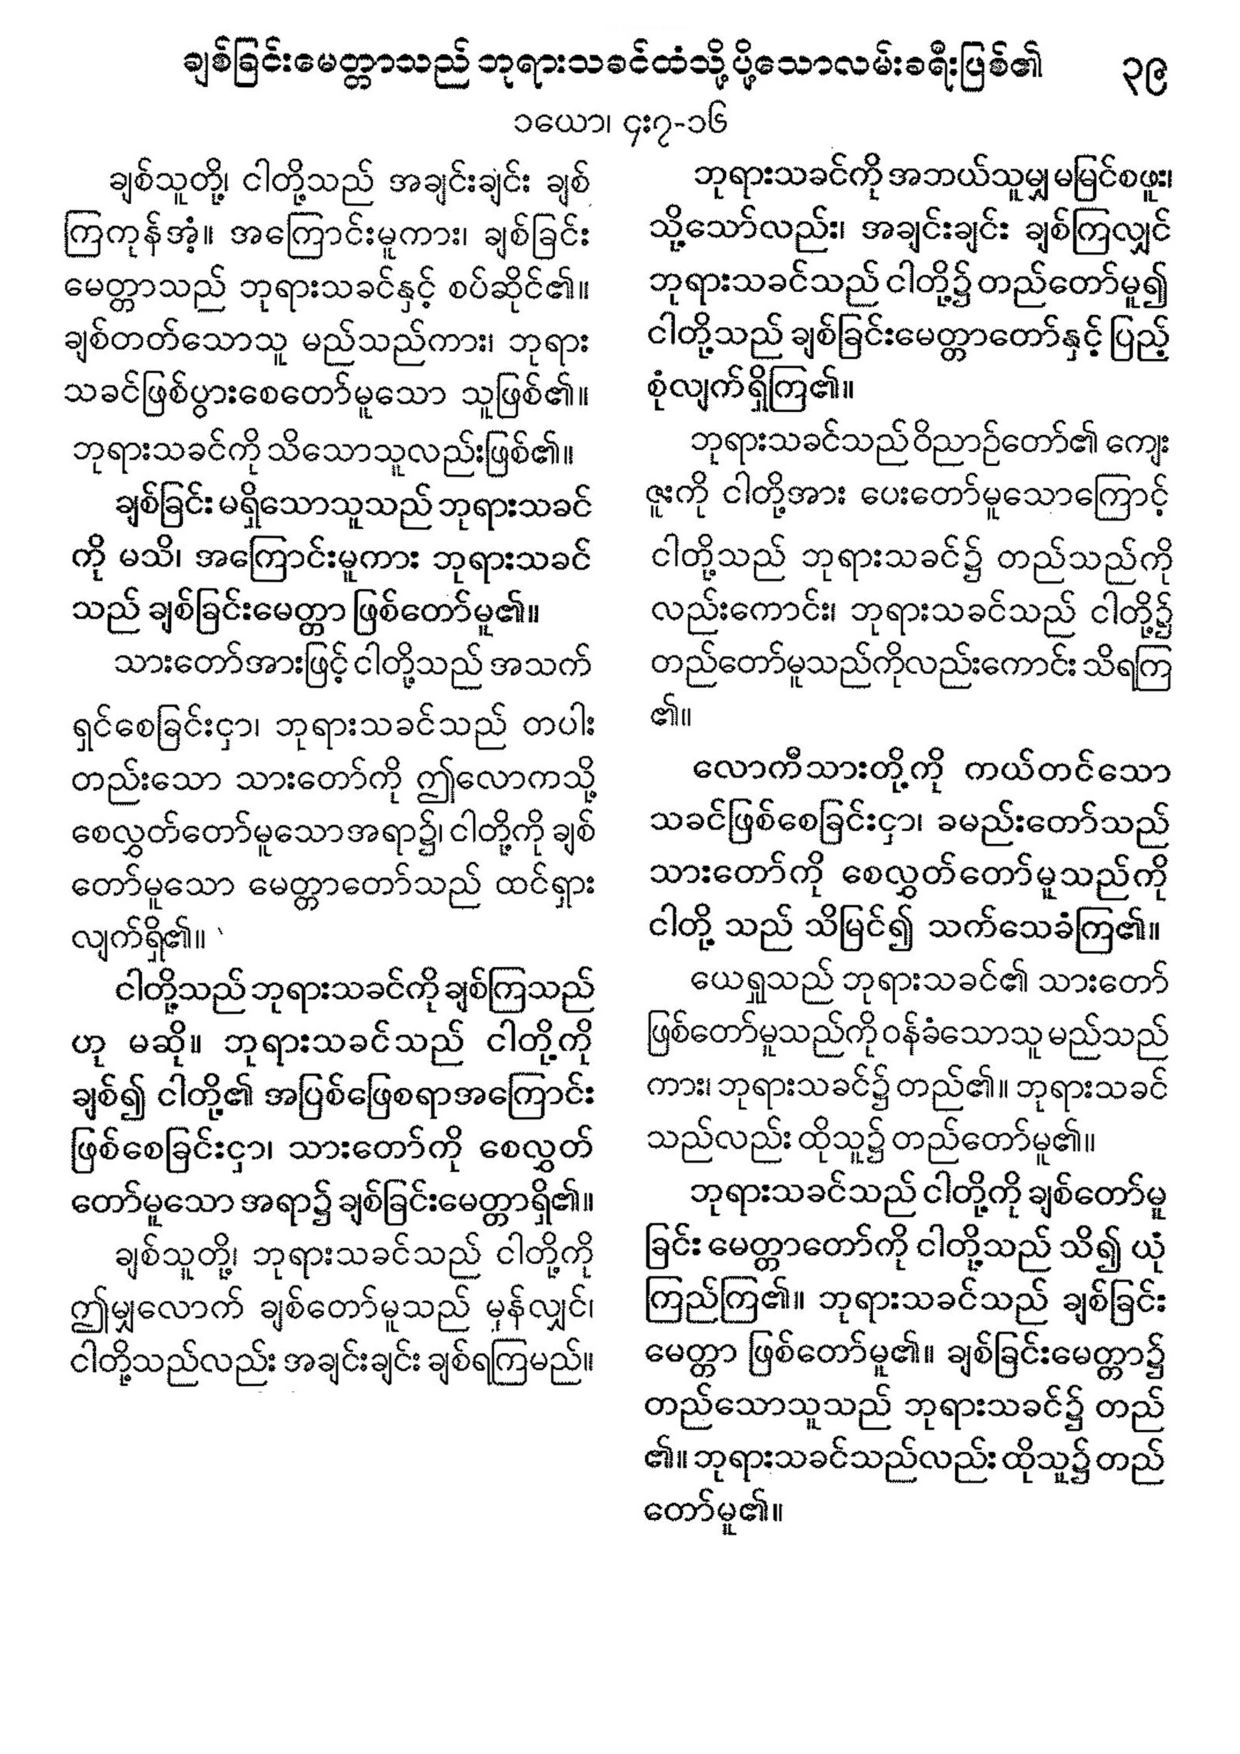 ချစ်ခြင်းမေတ္တာသည် ဘုရားသခင်ထံသို့ ပို့သောလမ်းခရီးဖြစ်၏
၃၉
၁ယော၊ ၄း၇-၁၆
ချစ်သူတို့၊ ငါတို့သည် အချင်းချင်း ချစ်
ကြကုန်အံ့။ အကြောင်းမူကား၊ ချစ်ခြင်း
မေတ္တာသည် ဘုရားသခင်နှင့် စပ်ဆိုင်၏။
ချစ်တတ်သောသူ မည်သည်ကား၊ ဘုရား
သခင်ဖြစ်ပွားစေတော်မူသော သူဖြစ်၏။
ဘုရားသခင်ကို သိသောသူလည်းဖြစ်၏။
ချစ်ခြင်း မရှိသောသူသည် ဘုရားသခင်
ကို မသိ၊ အကြောင်းမူကား ဘုရားသခင်
သည် ချစ်ခြင်းမေတ္တာ ဖြစ်တော်မူ၏။
သားတော်အားဖြင့် ငါတို့သည် အသက်
ရှင်စေခြင်းငှာ၊ ဘုရားသခင်သည် တပါး
တည်းသော သားတော်ကို ဤလောကသို့
စေလွှတ်တော်မူသောအရာ၌၊ ငါတို့ကို ချစ်
တော်မူသော မေတ္တာတော်သည် ထင်ရှား
လျက်ရှိ၏။
ငါတို့သည် ဘုရားသခင်ကို ချစ်ကြသည်
ဟု မဆို။ ဘုရားသခင်သည် ငါတို့ကို
ချစ်၍ ငါတို့၏ အပြစ်ဖြေစရာအကြောင်း
ဖြစ်စေခြင်းငှာ၊ သားတော်ကို စေလွှတ်
တော်မူသော အရာ၌ ချစ်ခြင်းမေတ္တာရှိ၏။
ချစ်သူတို့၊ ဘုရားသခင်သည် ငါတို့ကို
ဤမျှလောက် ချစ်တော်မူသည် မှန်လျှင်၊
ငါတို့သည်လည်း အချင်းချင်း ချစ်ရကြမည်။
ဘုရားသခင်ကို အဘယ်သူမျှ မမြင်စဖူး၊
သို့သော်လည်း၊ အချင်းချင်း ချစ်ကြလျှင်
ဘုရားသခင်သည် ငါတို့၌ တည်တော်မူ၍
ငါတို့သည် ချစ်ခြင်းမေတ္တာတော်နှင့် ပြည့်
စုံလျက်ရှိကြ၏။
ဘုရားသခင်သည် ဝိညာဉ်တော်၏ ကျေး
ဇူးကို ငါတို့အား ပေးတော်မူသောကြောင့်
ငါတို့သည် ဘုရားသခင်၌ တည်သည်ကို
လည်းကောင်း၊ ဘုရားသခင်သည် ငါတို့၌
တည်တော်မူသည်ကိုလည်းကောင်း သိရကြ
၏။
လောကီသားတို့ကို ကယ်တင်သော
သခင်ဖြစ်စေခြင်းငှာ၊ ခမည်းတော်သည်
သားတော်ကို စေလွှတ်တော်မူသည်ကို
ငါတို့ သည် သိမြင်၍ သက်သေခံကြ၏။
ယေရှုသည် ဘုရားသခင်၏ သားတော်
ဖြစ်တော်မူသည်ကို ဝန်ခံသောသူ မည်သည်
ကား၊ ဘုရားသခင်၌ တည်၏။ ဘုရားသခင်
သည်လည်း ထိုသူ၌ တည်တော်မူ၏။
ဘုရားသခင်သည် ငါတို့ကို ချစ်တော်မူ
ခြင်း မေတ္တာတော်ကို ငါတို့သည် သိ၍ ယုံ
ကြည်ကြ၏။ ဘုရားသခင်သည် ချစ်ခြင်း
မေတ္တာ ဖြစ်တော်မူ၏။ ချစ်ခြင်းမေတ္တာ၌
တည်သောသူသည် ဘုရားသခင်၌ တည်
၏။ ဘုရားသခင်သည်လည်း ထိုသူ၌ တည်
တော်မူ၏။